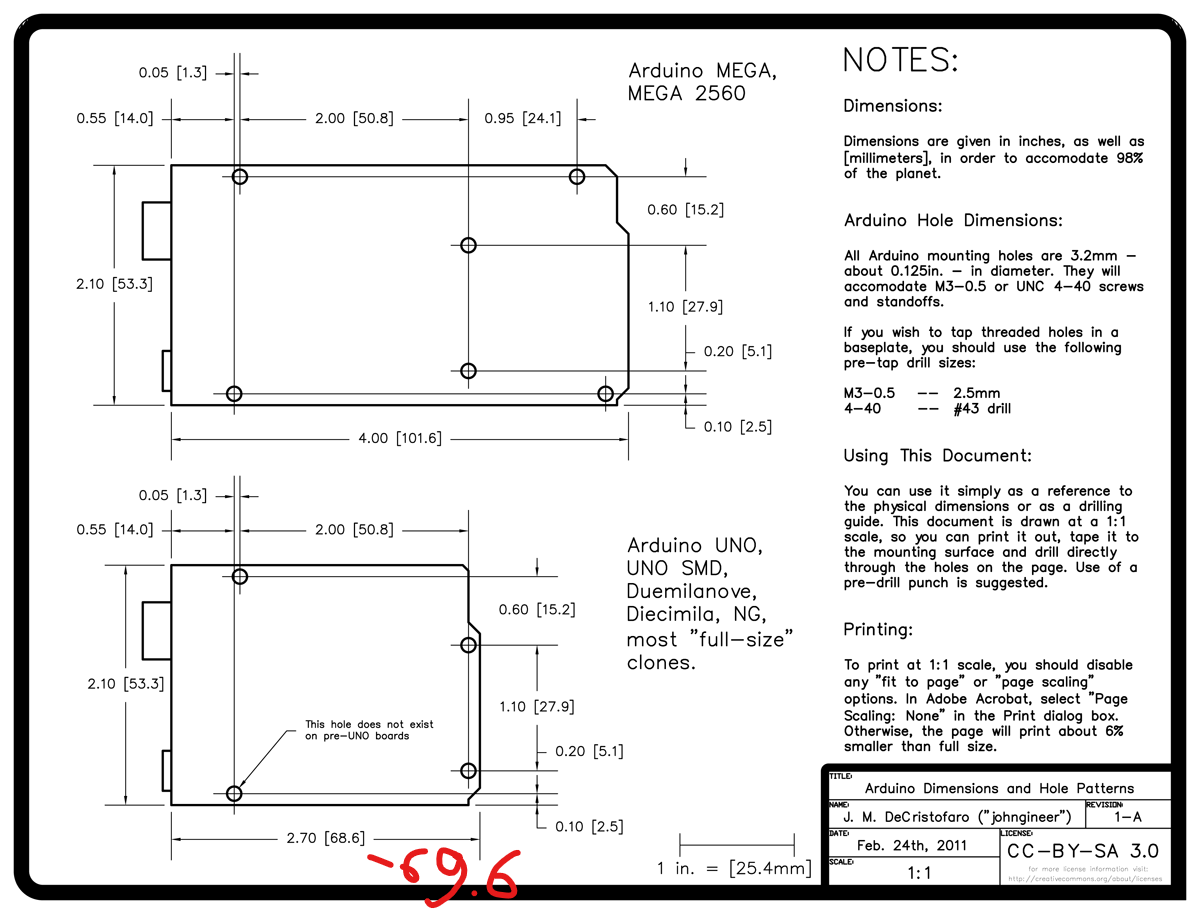 0.05 [1.3]
0.55 [14.0]
2.00 [50.8]
0.95 [24.1]
Arduino MEGA,
MEGA 2560
0.60 [15.2]
2.10 [53.3]
1.10 [27.9]
0.20 [5.1]
0.10 [2.5]
4.00 [101.6]
0.05 [1.3]
0.55 [14.0]
2.00 [50.8]
Arduino UNO,
UNO SMD,
Duemilanove,
Diecimila, NG,
most "full-size"
clones.
0.60 [15.2]
2.10 [53.3]
1.10 [27.9]
This hole does not exist
on pre-UNO boards
0.20 [5.1]
0.10 [2.5]
2.70 [68.6]
-69.6
1 in. = [25.4mm]
NOTES:
Dimensions:
Dimensions are given in inches, as well as
[millimeters], in order to accomodate 98%
of the planet.
Arduino Hole Dimensions:
All Arduino mounting holes are 3.2mm -
about 0.125in. - in diameter. They will
accomodate M3-0.5 or UNC 4-40 screws
and standoffs.
If you wish to tap threaded holes in a
baseplate, you should use the following
pre-tap drill sizes:
M3-0.5 -- 2.5mm
4-40 -- #43 drill
Using This Document:
You can use it simply as a reference to
the physical dimensions or as a drilling
guide. This document is drawn at a 1:1
scale, so you can print it out, tape it to
the mounting surface and drill directly
through the holes on the page. Use of a
pre-drill punch is suggested.
Printing:
To print at 1:1 scale, you should disable
any "fit to page" or "page scaling"
options. In Adobe Acrobat, select "Page
Scaling: None" in the Print dialog box.
Otherwise, the page will print about 6%
smaller than full size.
TITLE:
Arduino Dimensions and Hole Patterns
NAME:
J. M. DeCristofaro ("johngineer")
REVISION:
1-A
DATE:
Feb. 24th, 2011
LICENSE:
CC-BY-SA 3.0
for more license information visit:
http://creativecommons.org/about/licenses
SCALE:
1:1